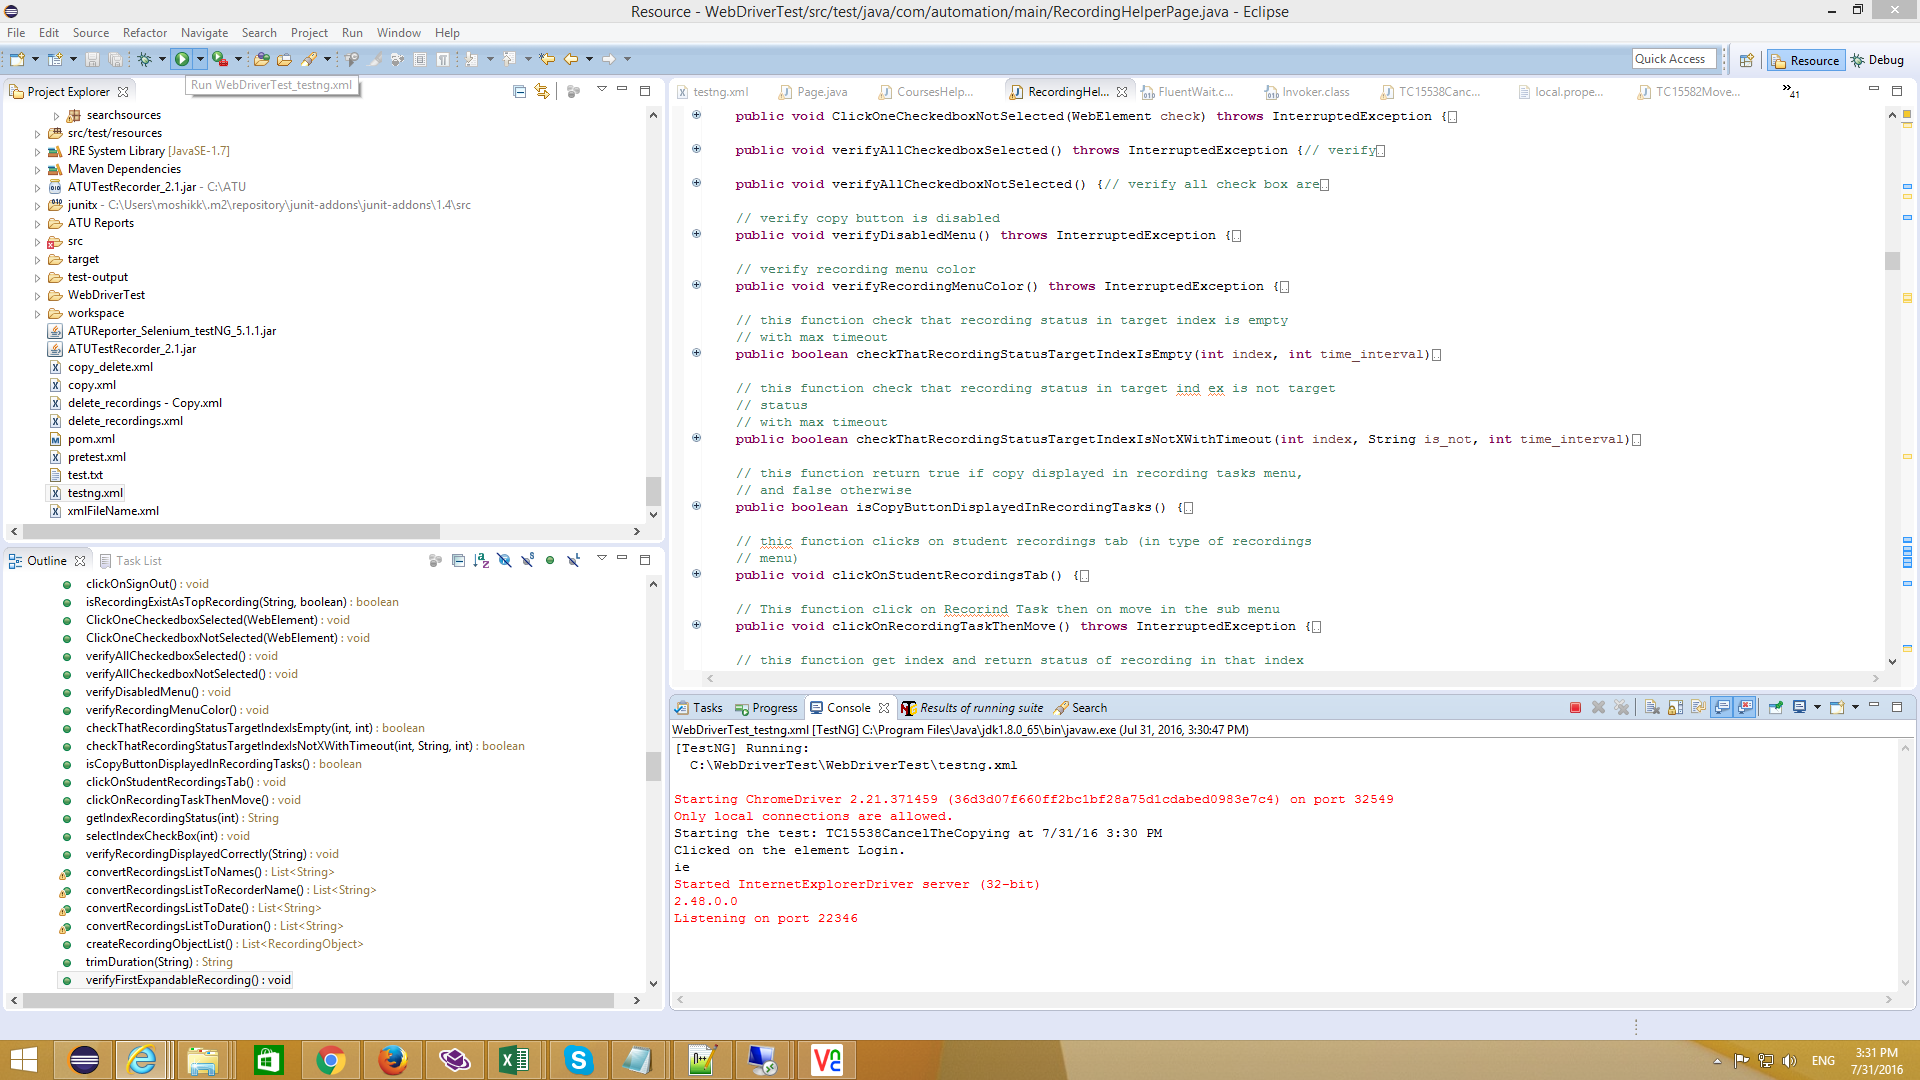 Resource - WebDriverTest/src/test/java/com/automation/main/RecordingHelperPage.java - Eclipse
File Edit Source Refactor Navigate Search Project Run Window Help
Quick Access
Resource
Debug
Run WebDriverTest_testng.xml
Project Explorer
searchsources
src/test/resources
JRE System Library [JavaSE-1.7]
Maven Dependencies
ATUTestRecorder_2.1.jar - C:\ATU
junitx - C:\Users\moshikk\.m2\repository\junit-addons\junit-addons\1.4\src
ATU Reports
src
target
test-output
WebDriverTest
workspace
ATUReporter_Selenium_testNG_5.1.1.jar
ATUTestRecorder_2.1.jar
copy_delete.xml
copy.xml
delete_recordings - Copy.xml
delete_recordings.xml
pom.xml
pretest.xml
test.txt
testng.xml
xmlFileName.xml
Outline
Task List
clickOnSignOut() : void
isRecordingExistAsTopRecording(String, boolean) : boolean
ClickOneCheckedboxSelected(WebElement) : void
ClickOneCheckedboxNotSelected(WebElement) : void
verifyAllCheckedboxSelected() : void
verifyAllCheckedboxNotSelected() : void
verifyDisabledMenu() : void
verifyRecordingMenuColor() : void
checkThatRecordingStatusTargetIndexIsEmpty(int, int) : boolean
checkThatRecordingStatusTargetIndexIsNotXWithTimeout(int, String, int) : boolean
isCopyButtonDisplayedInRecordingTasks() : boolean
clickOnStudentRecordingsTab() : void
clickOnRecordingTaskThenMove() : void
getIndexRecordingStatus(int) : String
selectIndexCheckBox(int) : void
verifyRecordingDisplayedCorrectly(String) : void
convertRecordingsListToNames() : List<String>
convertRecordingsListToRecorderName() : List<String>
convertRecordingsListToDate() : List<String>
convertRecordingsListToDuration() : List<String>
createRecordingObjectList() : List<RecordingObject>
trimDuration(String) : String
verifyFirstExpandableRecording() : void
testng.xml
Page.java
CoursesHelp...
RecordingHel...
FluentWait.c...
Invoker.class
TC15538Canc...
local.prope...
TC15582Move...
»41
public void ClickOneCheckedboxNotSelected(WebElement check) throws InterruptedException {
public void verifyAllCheckedboxSelected() throws InterruptedException {// verify
public void verifyAllCheckedboxNotSelected() {// verify all check box are
// verify copy button is disabled
public void verifyDisabledMenu() throws InterruptedException {
// verify recording menu color
public void verifyRecordingMenuColor() throws InterruptedException {
// this function check that recording status in target index is empty
// with max timeout
public boolean checkThatRecordingStatusTargetIndexIsEmpty(int index, int time_interval)
// this function check that recording status in target ind ex is not target
// status
// with max timeout
public boolean checkThatRecordingStatusTargetIndexIsNotXWithTimeout(int index, String is_not, int time_interval)
// this function return true if copy displayed in recording tasks menu,
// and false otherwise
public boolean isCopyButtonDisplayedInRecordingTasks() {
// thic function clicks on student recordings tab (in type of recordings
// menu)
public void clickOnStudentRecordingsTab() {
// This function click on Recorind Task then on move in the sub menu
public void clickOnRecordingTaskThenMove() throws InterruptedException {
// this function get index and return status of recording in that index
Tasks
Progress
Console
Results of running suite
Search
WebDriverTest_testng.xml [TestNG] C:\Program Files\Java\jdk1.8.0_65\bin\javaw.exe (Jul 31, 2016, 3:30:47 PM)
[TestNG] Running:
C:\WebDriverTest\WebDriverTest\testng.xml
Starting ChromeDriver 2.21.371459 (36d3d07f660ff2bc1bf28a75d1cdabed0983e7c4) on port 32549
Only local connections are allowed.
Starting the test: TC15538CancelTheCopying at 7/31/16 3:30 PM
Clicked on the element Login.
ie
Started InternetExplorerDriver server (32-bit)
2.48.0.0
Listening on port 22346
ENG
3:31 PM
7/31/2016